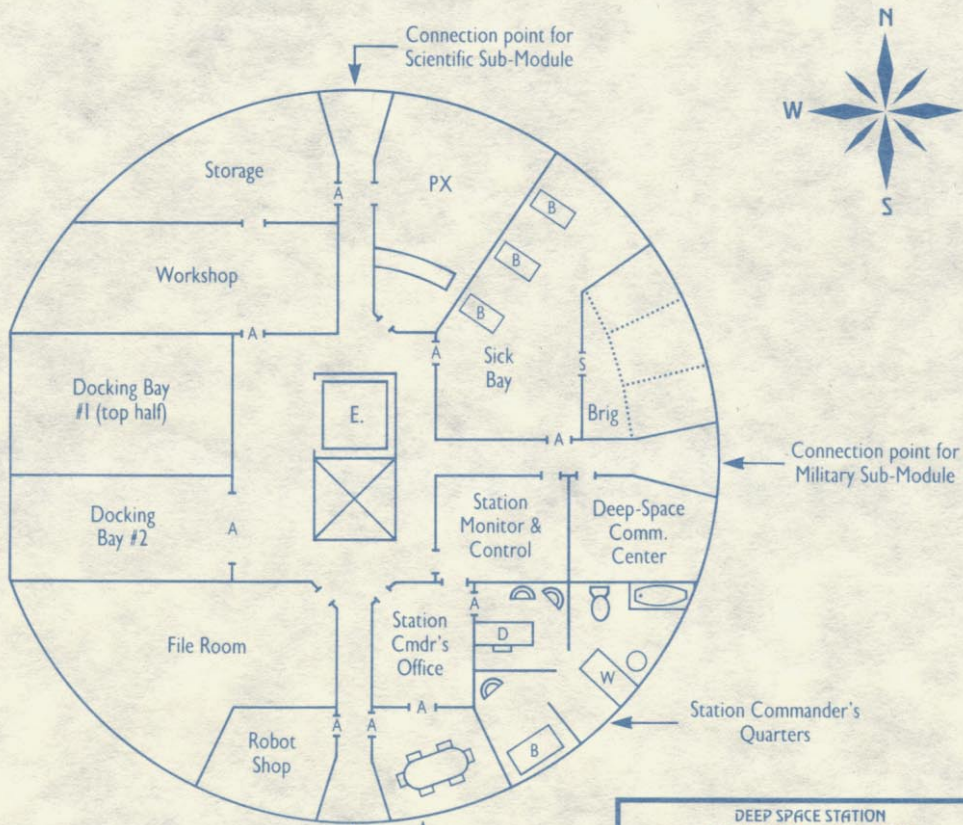 Connection point for
Scientific Sub-Module
N
W
S
Storage
A
PX
B
B
B
Workshop
A
A
Sick
Bay
S
Brig
Docking Bay
#1 (top half)
E.
A
Connection point for
Military Sub-Module
Docking
Bay #2
A
Station
Monitor &
Control
Deep-Space
Comm.
Center
File Room
Station
Cmdr's
Office
A
D
W
A
Station Commander's
Quarters
Robot
Shop
A
A
B
DEEP SPACE STATION